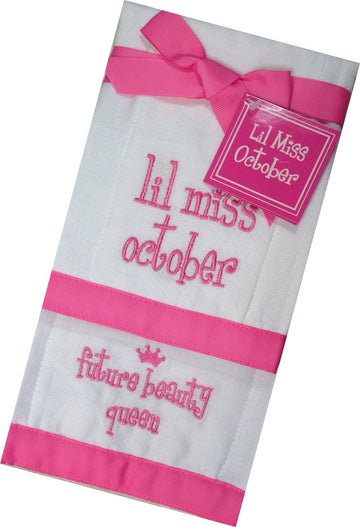 Lil Miss
October
lil miss
october
future beauty
queen